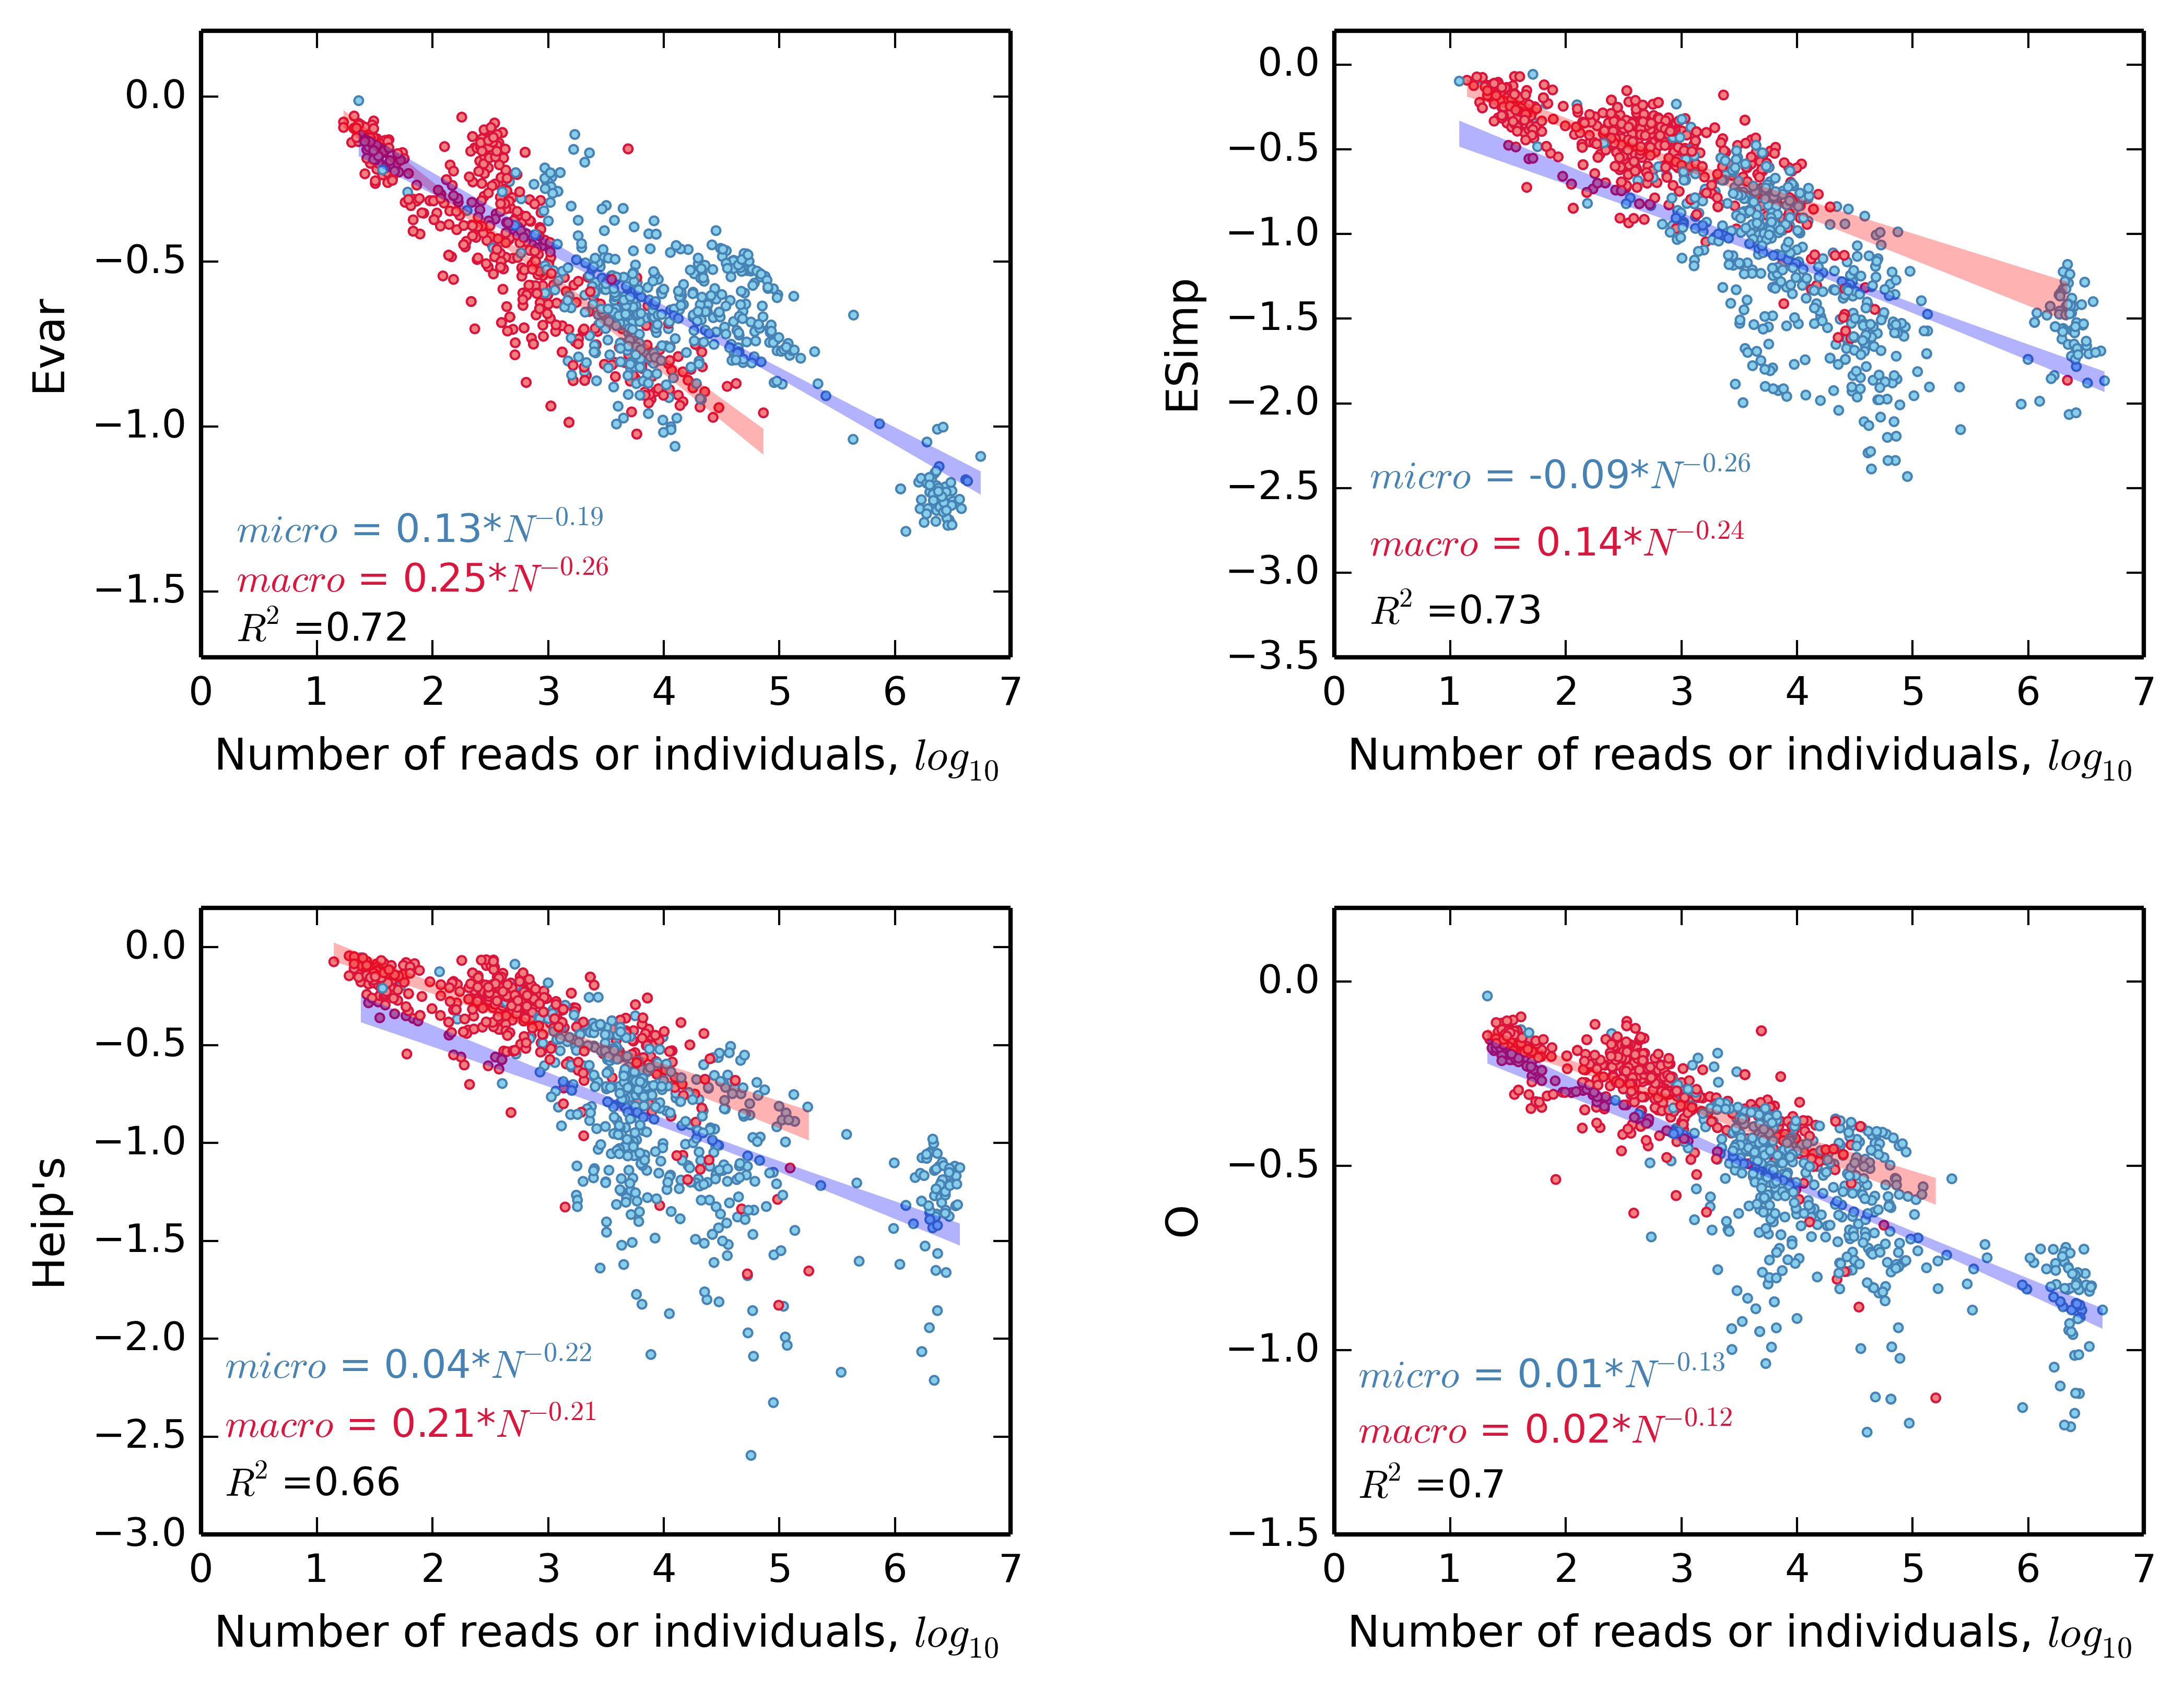 Evar
0.0
−0.5
−1.0
−1.5
micro = 0.13*N^−0.19
macro = 0.25*N^−0.26
R² =0.72
0 1 2 3 4 5 6 7
Number of reads or individuals, log₁₀
ESimp
0.0
−0.5
−1.0
−1.5
−2.0
−2.5
−3.0
−3.5
micro = -0.09*N^−0.26
macro = 0.14*N^−0.24
R² =0.73
0 1 2 3 4 5 6 7
Number of reads or individuals, log₁₀
Heip's
0.0
−0.5
−1.0
−1.5
−2.0
−2.5
−3.0
micro = 0.04*N^−0.22
macro = 0.21*N^−0.21
R² =0.66
0 1 2 3 4 5 6 7
Number of reads or individuals, log₁₀
O
0.0
−0.5
−1.0
−1.5
micro = 0.01*N^−0.13
macro = 0.02*N^−0.12
R² =0.7
0 1 2 3 4 5 6 7
Number of reads or individuals, log₁₀